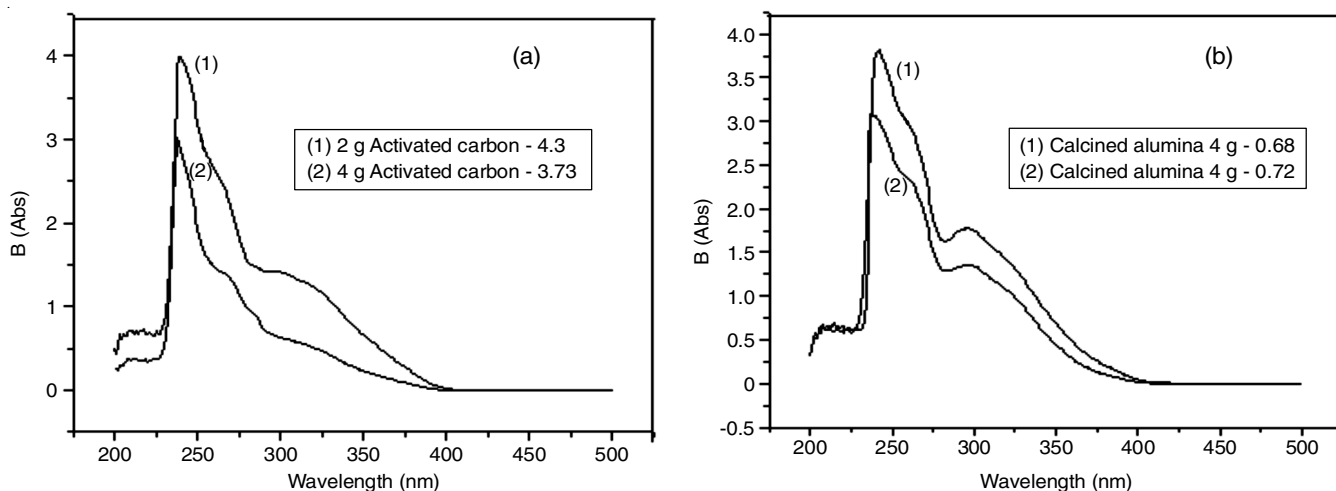 (a)
(1)
(1) 2 g Activated carbon - 4.3
(2) 4 g Activated carbon - 3.73
(2)
4
3
2
1
0
B (Abs)
200 250 300 350 400 450 500
Wavelength (nm)
(b)
(1)
(1) Calcined alumina 4 g - 0.68
(2) Calcined alumina 4 g - 0.72
(2)
4.0
3.5
3.0
2.5
2.0
1.5
1.0
0.5
0
-0.5
B (Abs)
200 250 300 350 400 450 500
Wavelength (nm)